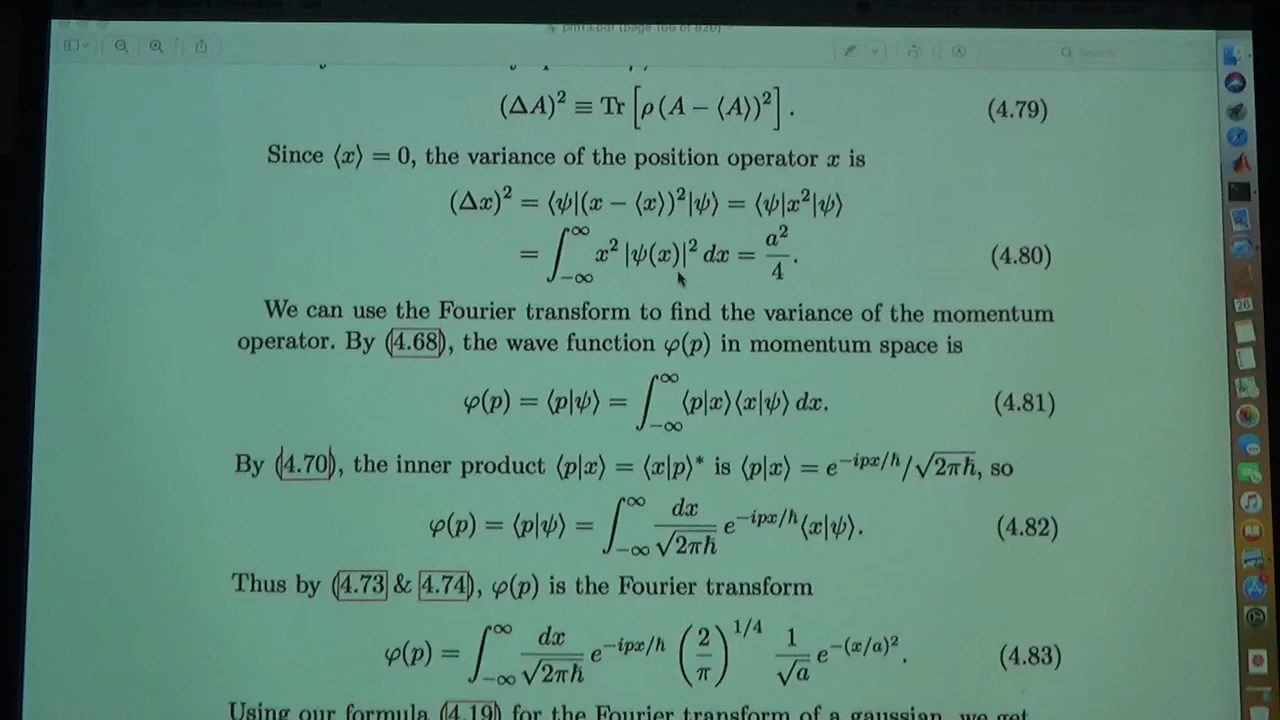 (page 166 of 820)
Search
(ΔA)² ≡ Tr [ρ(A − ⟨A⟩)²] . (4.79)
Since ⟨x⟩ = 0, the variance of the position operator x is
(Δx)² = ⟨ψ|(x − ⟨x⟩)²|ψ⟩ = ⟨ψ|x²|ψ⟩
= ∫_{−∞}^{∞} x² |ψ(x)|² dx = a²/4 . (4.80)
We can use the Fourier transform to find the variance of the momentum
operator. By (4.68), the wave function φ(p) in momentum space is
φ(p) = ⟨p|ψ⟩ = ∫_{−∞}^{∞} ⟨p|x⟩⟨x|ψ⟩ dx. (4.81)
By (4.70), the inner product ⟨p|x⟩ = ⟨x|p⟩* is ⟨p|x⟩ = e^{−ipx/ℏ}/√(2πℏ), so
φ(p) = ⟨p|ψ⟩ = ∫_{−∞}^{∞} dx/√(2πℏ) e^{−ipx/ℏ}⟨x|ψ⟩. (4.82)
Thus by (4.73 & 4.74), φ(p) is the Fourier transform
φ(p) = ∫_{−∞}^{∞} dx/√(2πℏ) e^{−ipx/ℏ} (2/π)^{1/4} 1/√a e^{−(x/a)²}. (4.83)
Using our formula (4.19) for the Fourier transform of a gaussian, we get